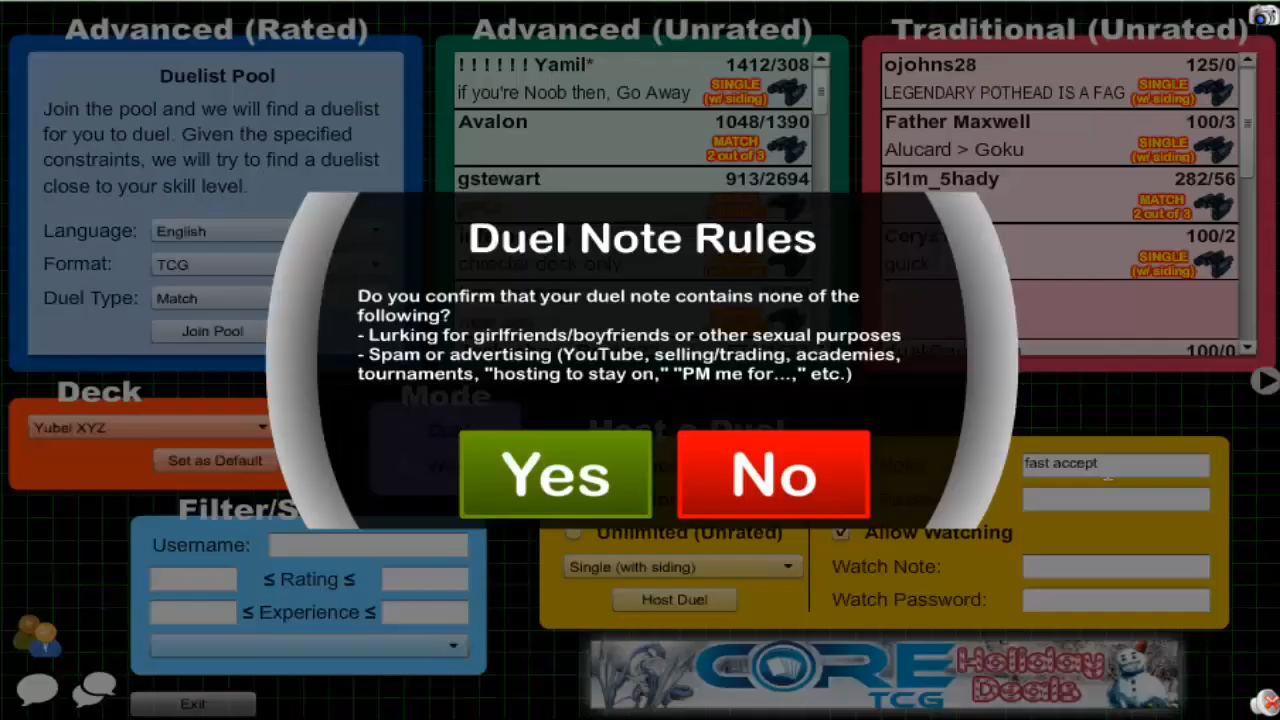 Advanced (Rated)
Duelist Pool
Join the pool and we will find a duelist
for you to duel. Given the specified
constraints, we will try to find a duelist
close to your skill level.
Language: English
Format: TCG
Duel Type: Match
Join Pool
Advanced (Unrated)
! ! ! ! ! ! Yamil* 1412/308
if you're Noob then, Go Away SINGLE
(w/ siding)
Avalon 1048/1390
MATCH
2 out of 3
gstewart 913/2694
Traditional (Unrated)
ojohns28 125/0
LEGENDARY POTHEAD IS A FAG SINGLE
(w/ siding)
Father Maxwell 100/3
Alucard > Goku SINGLE
(w/ siding)
5l1m_5hady 282/56
MATCH
2 out of 3
100/2
quick SINGLE
(w/ siding)
100/0
Duel Note Rules
Do you confirm that your duel note contains none of the
following?
- Lurking for girlfriends/boyfriends or other sexual purposes
- Spam or advertising (YouTube, selling/trading, academies,
tournaments, "hosting to stay on," "PM me for...," etc.)
Yes No
Deck
Yubel XYZ
Set as Default
Mode
Filter/S
Username:
≤ Rating ≤
≤ Experience ≤
Exit
Host a Duel
fast accept
Unlimited (Unrated)
Single (with siding)
Host Duel
Allow Watching
Watch Note:
Watch Password:
CORE
TCG
Holiday
Deals